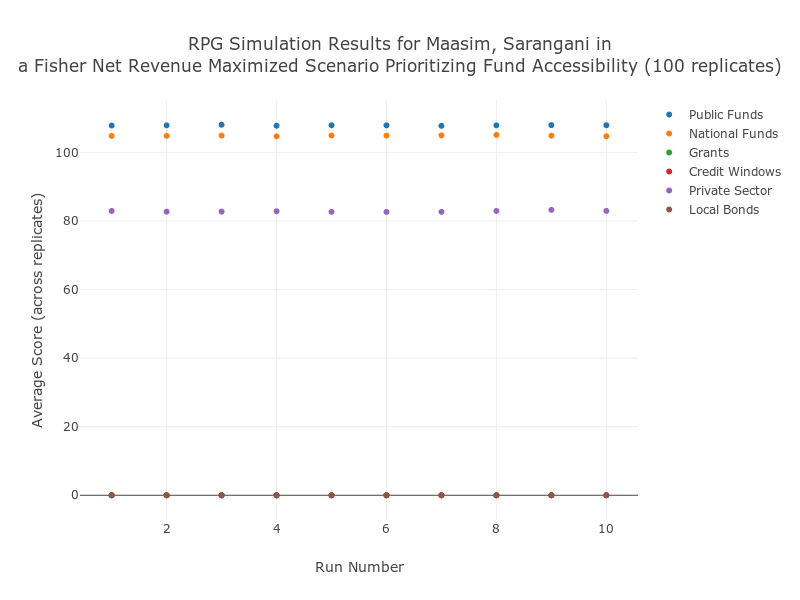 RPG Simulation Results for Maasim, Sarangani in
a Fisher Net Revenue Maximized Scenario Prioritizing Fund Accessibility (100 replicates)
Public Funds
National Funds
Grants
Credit Windows
Private Sector
Local Bonds
Average Score (across replicates)
100
80
60
40
20
0
2
4
6
8
10
Run Number